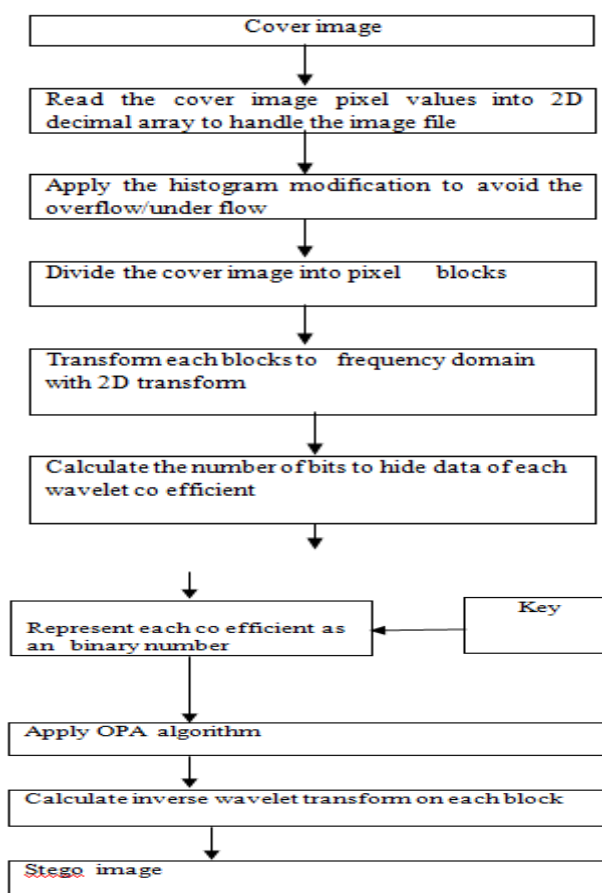 Cover image
Read the cover image pixel values into 2D
decimal array to handle the image file
Apply the histogram modification to avoid the
overflow/under flow
Divide the cover image into pixel blocks
Transform each blocks to frequency domain
with 2D transform
Calculate the number of bits to hide data of each
wavelet co efficient
Key
Represent each co efficient as
an binary number
Apply OPA algorithm
Calculate inverse wavelet transform on each block
Stego image